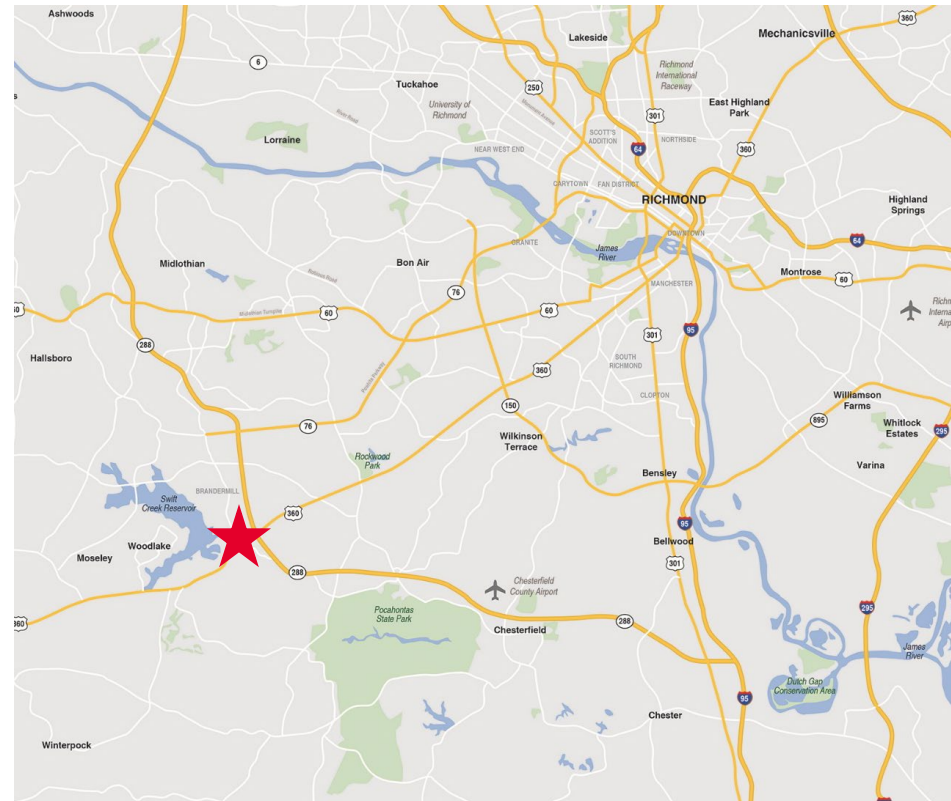 Ashwoods
360
Mechanicsville
Lakeside
6
Richmond
International
Raceway
Tuckahoe
250
University of
Richmond
East Highland
Park
301
River Road
SCOTT'S
ADDITION
NORTHSIDE
Lorraine
64
360
NEAR WEST END
CARYTOWN
FAN DISTRICT
RICHMOND
Highland
Springs
DOWNTOWN
GRANITE
64
James
River
Midlothian
Bon Air
Montrose
60
MANCHESTER
76
Midlothian Turnpike
60
60
301
95
288
Hallsboro
SOUTH
RICHMOND
360
CLOPTON
150
Williamson
Farms
895
76
Whitlock
Estates
295
Wilkinson
Terrace
Rockwood
Park
Bensley
Varina
BRANDERMILL
Swift
Creek Reservoir
360
95
Woodlake
Bellwood
Moseley
301
288
Chesterfield
County Airport
295
Pocahontas
State Park
360
Chesterfield
288
James
River
Dutch Gap
Conservation Area
95
Chester
Winterpock